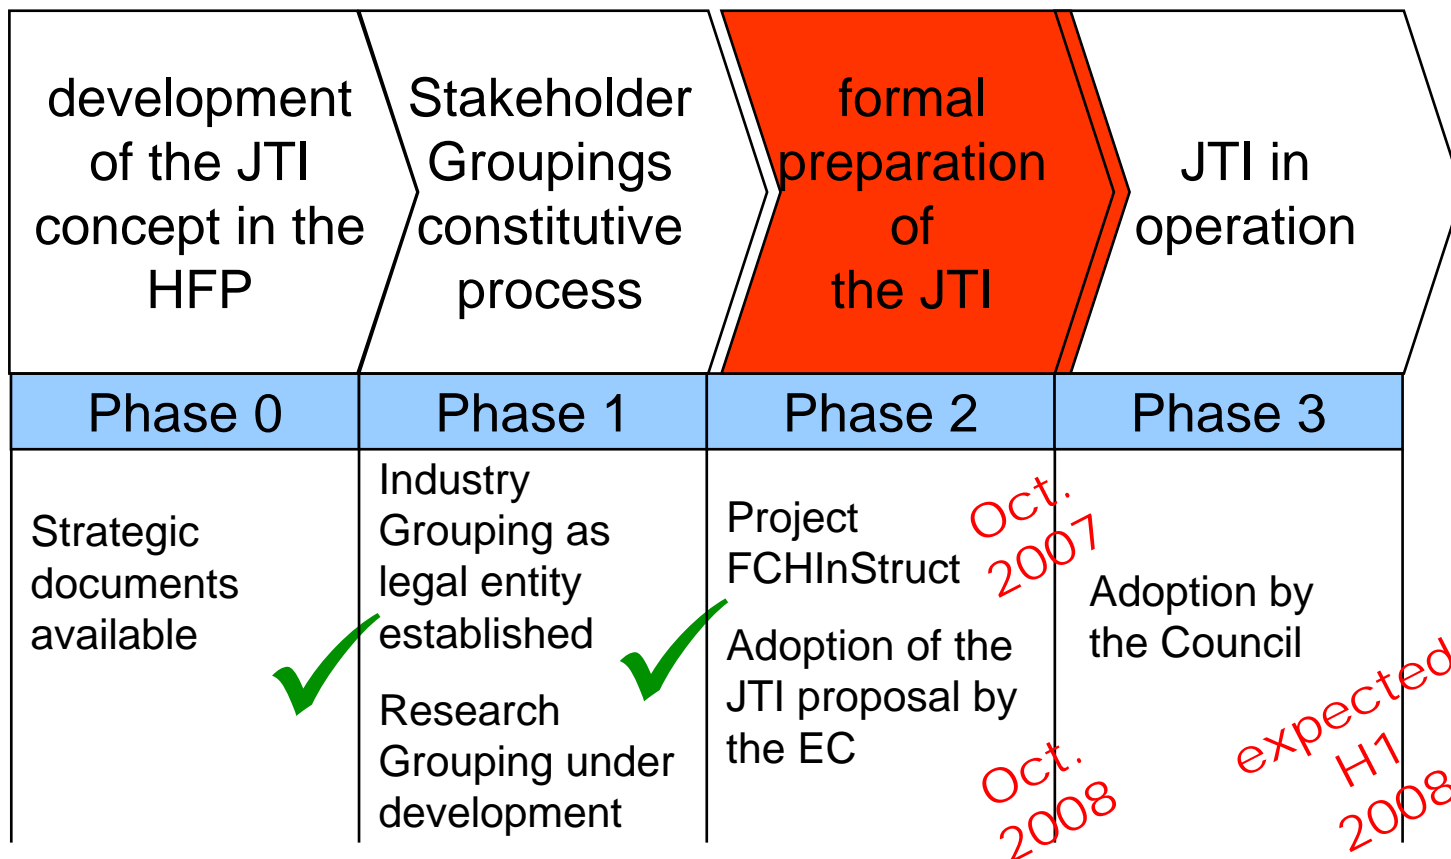 development
of the JTI
concept in the
HFP
Stakeholder
Groupings
constitutive
process
formal
preparation
of
the JTI
JTI in
operation
Phase 0
Phase 1
Phase 2
Phase 3
Strategic
documents
available
Industry
Grouping as
legal entity
established
Research
Grouping under
development
Project
FCHInStruct
Oct.
2007
Adoption of the
JTI proposal by
the EC
Oct.
2008
Adoption by
the Council
expected
H1
2008